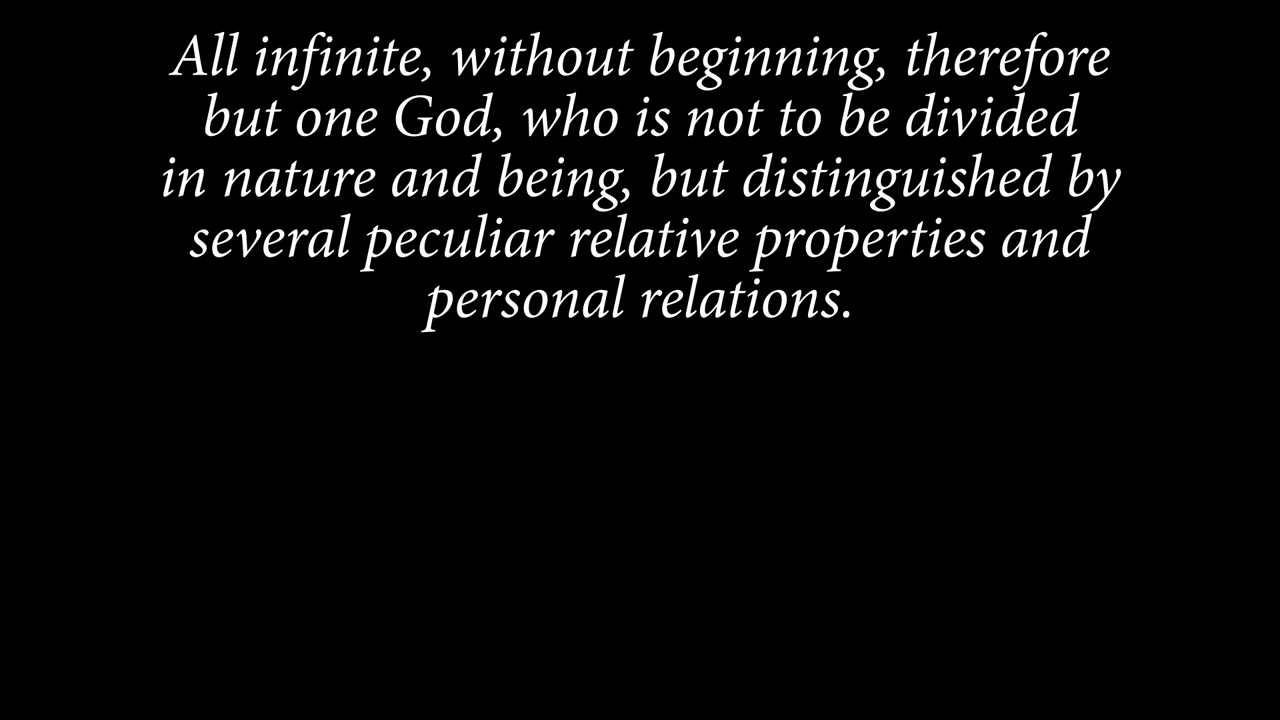 All infinite, without beginning, therefore
but one God, who is not to be divided
in nature and being, but distinguished by
several peculiar relative properties and
personal relations.